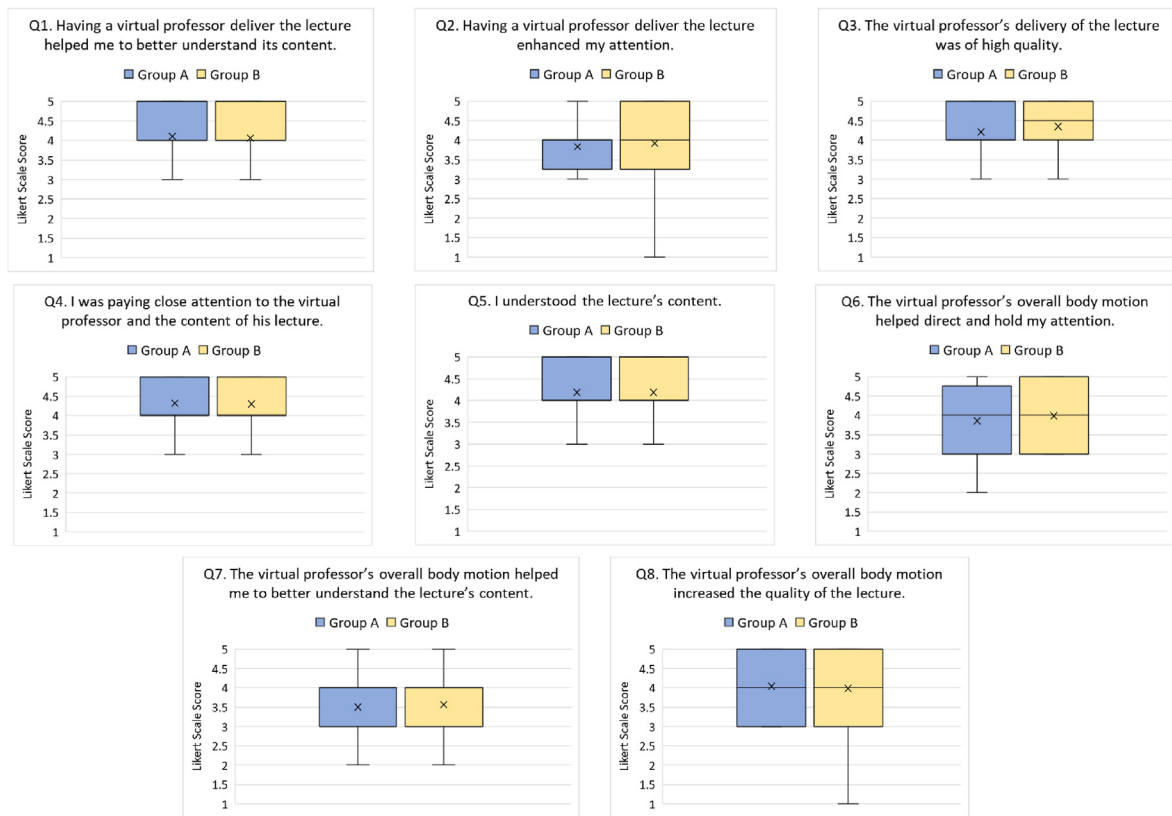 Q1. Having a virtual professor deliver the lecture
helped me to better understand its content.
Group A Group B
Likert Scale Score
5
4.5
4
3.5
3
2.5
2
1.5
1
Q2. Having a virtual professor deliver the lecture
enhanced my attention.
Group A Group B
Likert Scale Score
5
4.5
4
3.5
3
2.5
2
1.5
1
Q3. The virtual professor's delivery of the lecture
was of high quality.
Group A Group B
Likert Scale Score
5
4.5
4
3.5
3
2.5
2
1.5
1
Q4. I was paying close attention to the virtual
professor and the content of his lecture.
Group A Group B
Likert Scale Score
5
4.5
4
3.5
3
2.5
2
1.5
1
Q5. I understood the lecture's content.
Group A Group B
Likert Scale Score
5
4.5
4
3.5
3
2.5
2
1.5
1
Q6. The virtual professor's overall body motion
helped direct and hold my attention.
Group A Group B
Likert Scale Score
5
4.5
4
3.5
3
2.5
2
1.5
1
Q7. The virtual professor's overall body motion helped
me to better understand the lecture's content.
Group A Group B
Likert Scale Score
5
4.5
4
3.5
3
2.5
2
1.5
1
Q8. The virtual professor's overall body motion
increased the quality of the lecture.
Group A Group B
Likert Scale Score
5
4.5
4
3.5
3
2.5
2
1.5
1